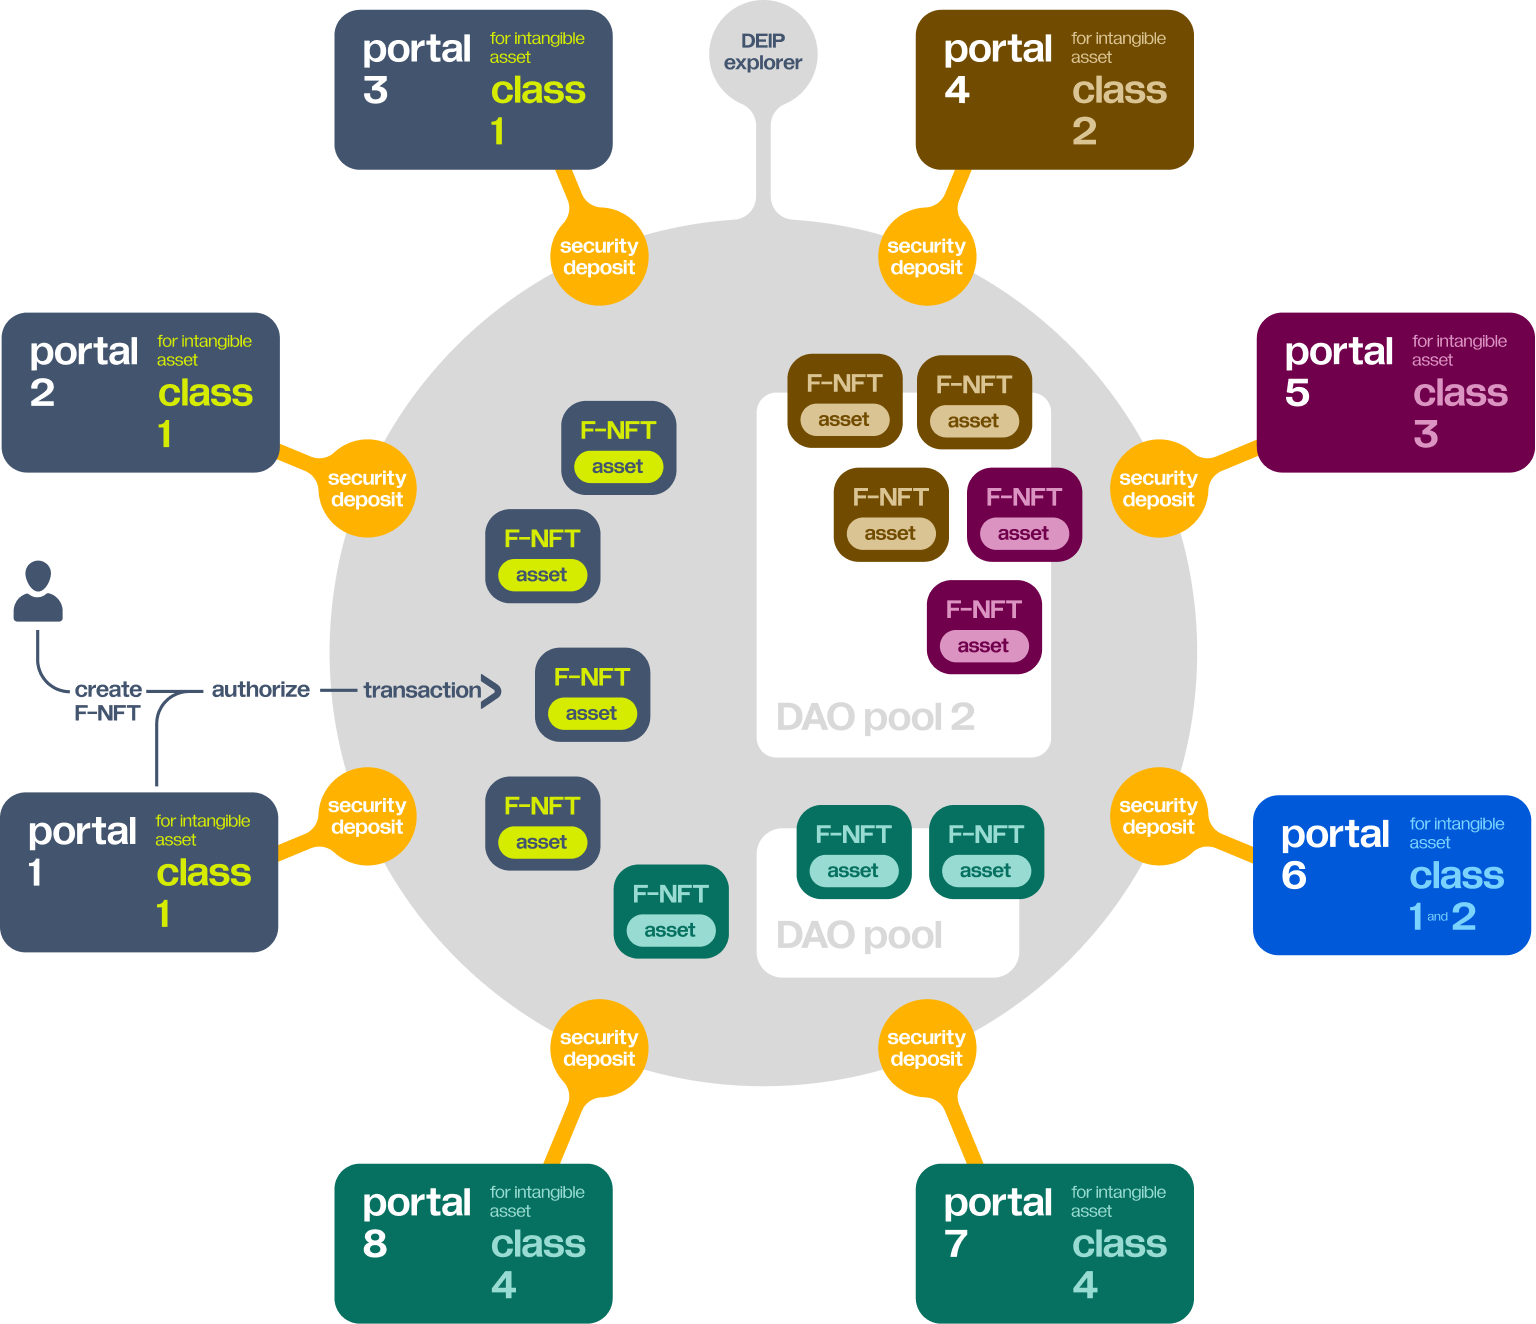 portal
3
for intangible
asset
class
1
DEIP
explorer
portal
4
for intangible
asset
class
2
security
deposit
security
deposit
portal
2
for intangible
asset
class
1
security
deposit
portal
5
for intangible
asset
class
3
security
deposit
F-NFT
asset
F-NFT
asset
F-NFT
asset
F-NFT
asset
F-NFT
asset
F-NFT
asset
F-NFT
asset
DAO pool 2
create
F-NFT
authorize
transaction
F-NFT
asset
portal
1
for intangible
asset
class
1
security
deposit
F-NFT
asset
F-NFT
asset
F-NFT
asset
F-NFT
asset
DAO pool
security
deposit
portal
6
for intangible
asset
class
1 and 2
security
deposit
security
deposit
portal
8
for intangible
asset
class
4
portal
7
for intangible
asset
class
4